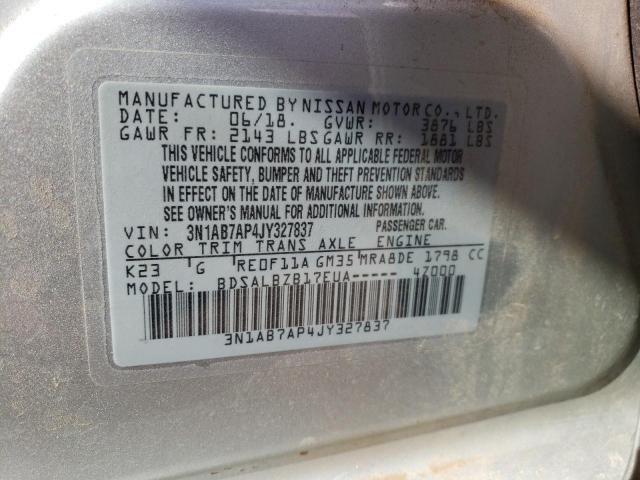 MANUFACTURED BY NISSAN MOTOR CO., LTD.
DATE: 06/18. GVWR: 3876 LBS
GAWR FR: 2143 LBS GAWR RR: 1881 LBS
THIS VEHICLE CONFORMS TO ALL APPLICABLE FEDERAL MOTOR
VEHICLE SAFETY, BUMPER AND THEFT PREVENTION STANDARDS
IN EFFECT ON THE DATE OF MANUFACTURE SHOWN ABOVE.
SEE OWNER'S MANUAL FOR ADDITIONAL INFORMATION.
VIN: 3N1AB7AP4JY327837 PASSENGER CAR.
COLOR TRIM TRANS AXLE ENGINE
K23 G RE0F11A GM35 MRA8DE 1798 CC
MODEL: BDSALBZB17EUA----- 4Z000
3N1AB7AP4JY327837